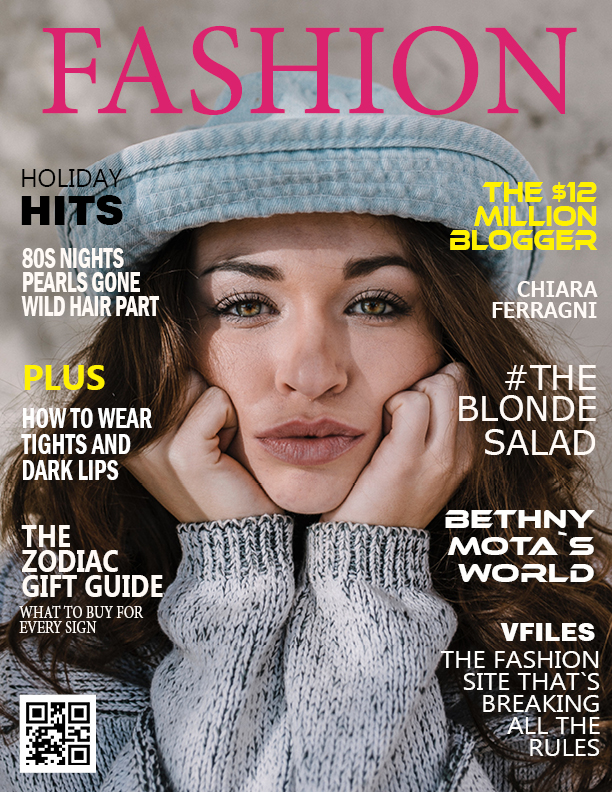 FASHION
HOLIDAY
HITS
80S NIGHTS
PEARLS GONE
WILD HAIR PART
PLUS
HOW TO WEAR
TIGHTS AND
DARK LIPS
THE
ZODIAC
GIFT GUIDE
WHAT TO BUY FOR
EVERY SIGN
THE $12
MILLION
BLOGGER
CHIARA
FERRAGNI
#THE
BLONDE
SALAD
BETHNY
MOTA`S
WORLD
VFILES
THE FASHION
SITE THAT`S
BREAKING
ALL THE
RULES